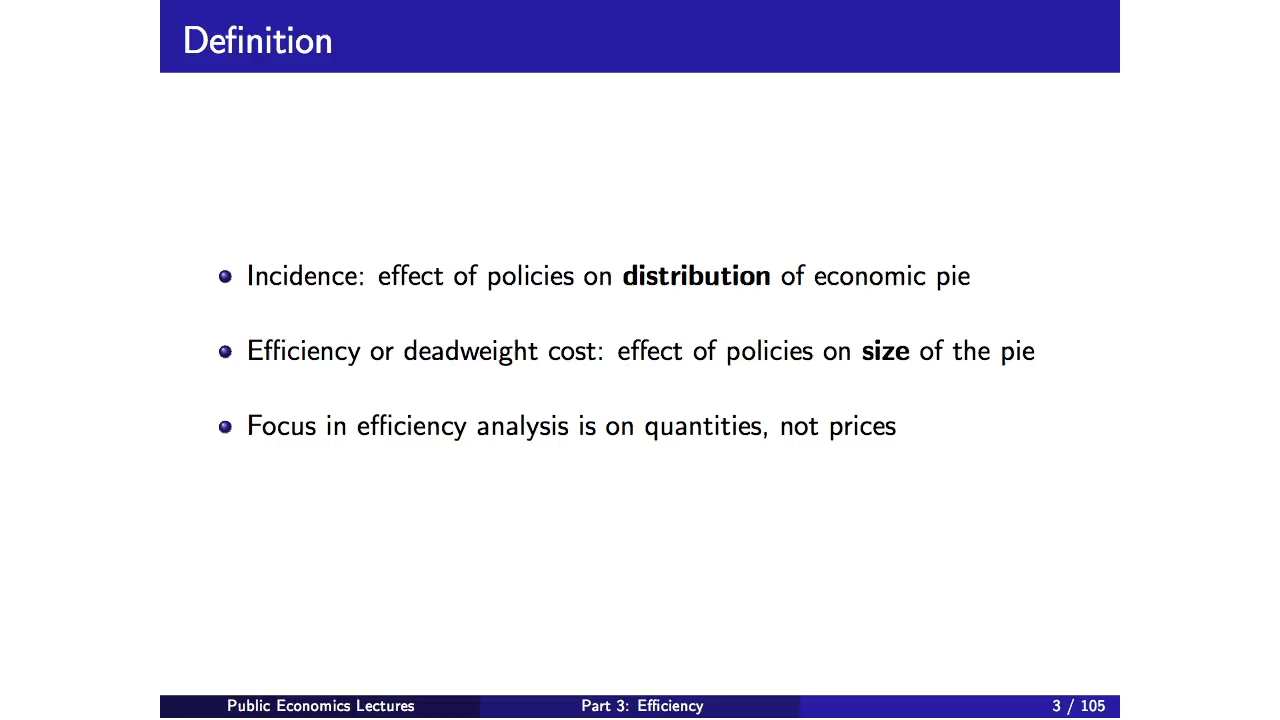 Definition
Incidence: effect of policies on distribution of economic pie
Efficiency or deadweight cost: effect of policies on size of the pie
Focus in efficiency analysis is on quantities, not prices
Public Economics Lectures
Part 3: Efficiency
3 / 105